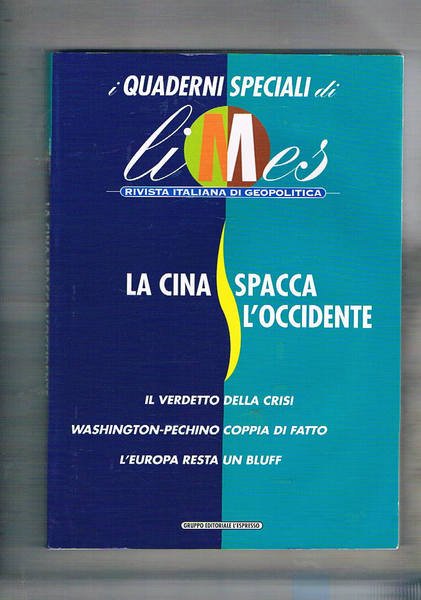 i QUADERNI SPECIALI di
liMes
RIVISTA ITALIANA DI GEOPOLITICA
LA CINA SPACCA
L'OCCIDENTE
IL VERDETTO DELLA CRISI
WASHINGTON-PECHINO COPPIA DI FATTO
L'EUROPA RESTA UN BLUFF
GRUPPO EDITORIALE L'ESPRESSO